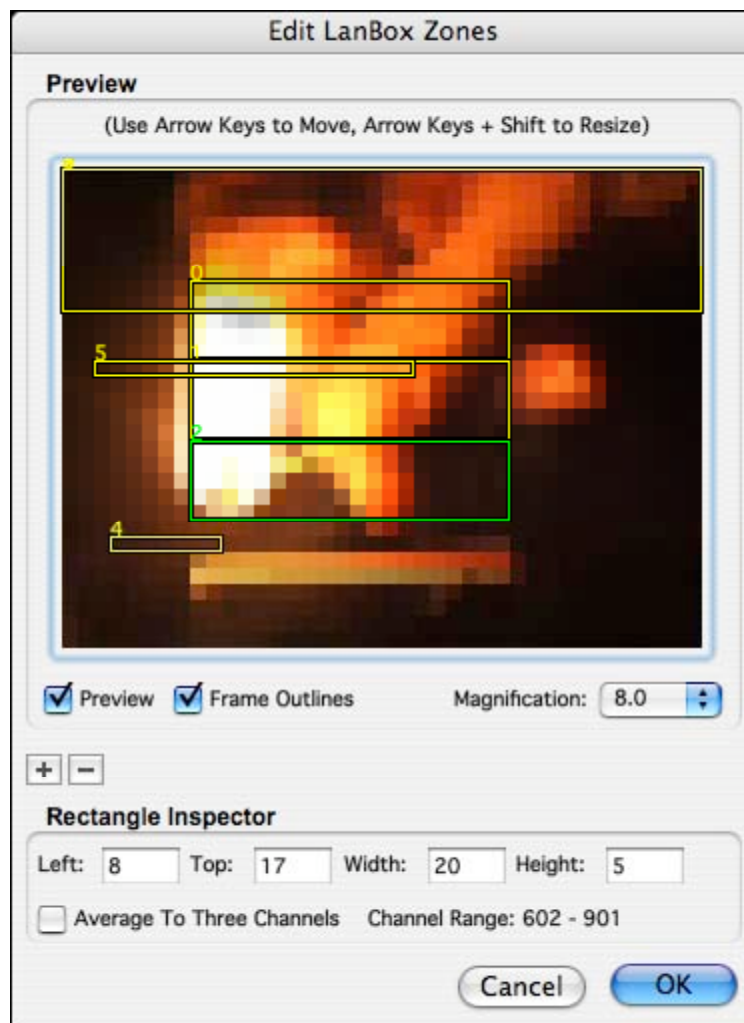 Edit LanBox Zones
Preview
(Use Arrow Keys to Move, Arrow Keys + Shift to Resize)
0
5 1
2
4
Preview Frame Outlines Magnification: 8.0
+ −
Rectangle Inspector
Left: 8 Top: 17 Width: 20 Height: 5
Average To Three Channels Channel Range: 602 - 901
Cancel OK